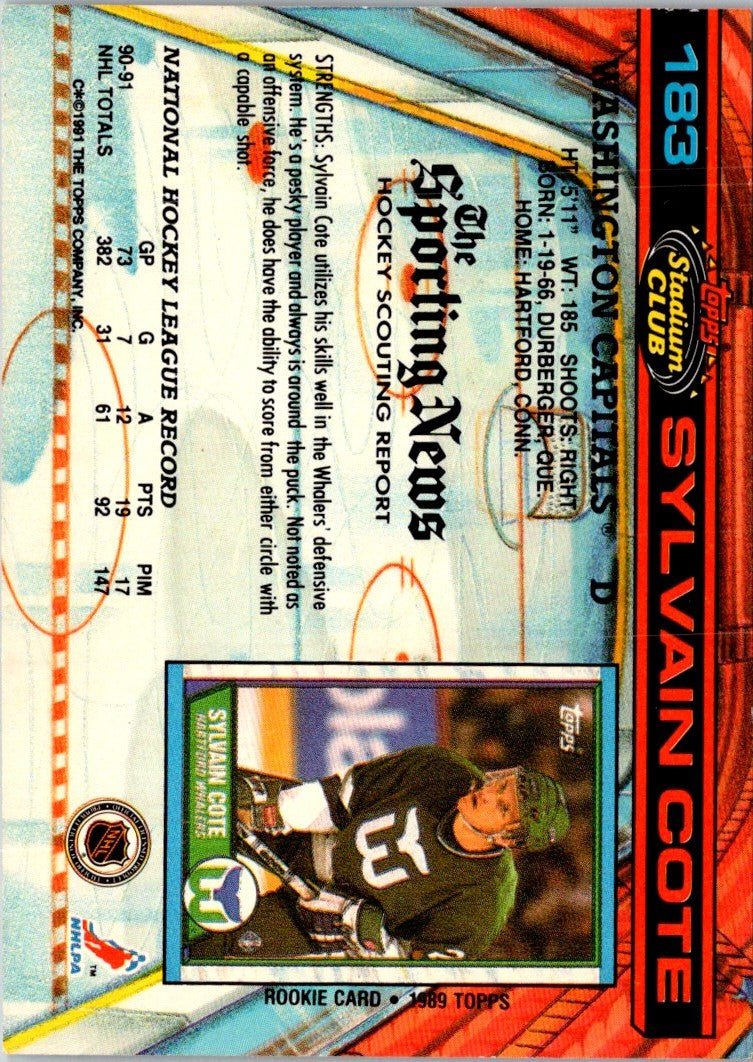 183
topps
Stadium
CLUB
SYLVAIN COTE
WASHINGTON CAPITALS® D
HT: 5'11" WT: 185 SHOOTS: RIGHT
BORN: 1-19-66, DURBERGER, QUE.
HOME: HARTFORD, CONN.
The
Sporting News
HOCKEY SCOUTING REPORT
STRENGTHS: Sylvain Cote utilizes his skills well in the Whalers' defensive
system. He's a pesky player and always is around the puck. Not noted as
an offensive force, he does have the ability to score from either circle with
a capable shot.
NATIONAL HOCKEY LEAGUE RECORD
GP G A PTS PIM
90-91 73 7 12 19 17
NHL TOTALS 382 31 61 92 147
C*©1991 THE TOPPS COMPANY, INC.
topps
SYLVAIN COTE
HARTFORD WHALERS
ROOKIE CARD • 1989 TOPPS
NHL
NHLPA
TM